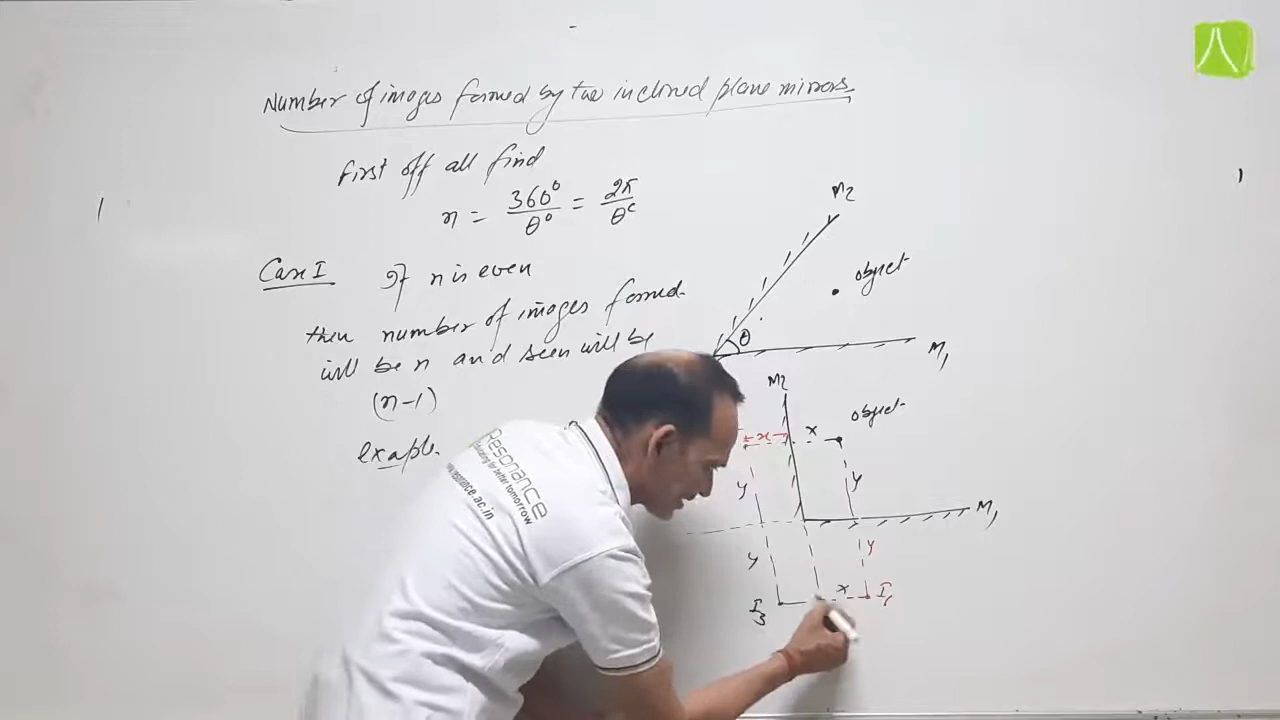 Number of images formed by two inclined plane mirrors
First off all find
n = 360°/θ° = 2π/θᶜ
Case I If n is even
then number of images formed
will be n and seen will be
(n-1)
example
M2
object
θ
M1
M2
object
x
x
y
y
M1
y
y
x
I3
I1
Resonance
Educating for better tomorrow
www.resonance.ac.in